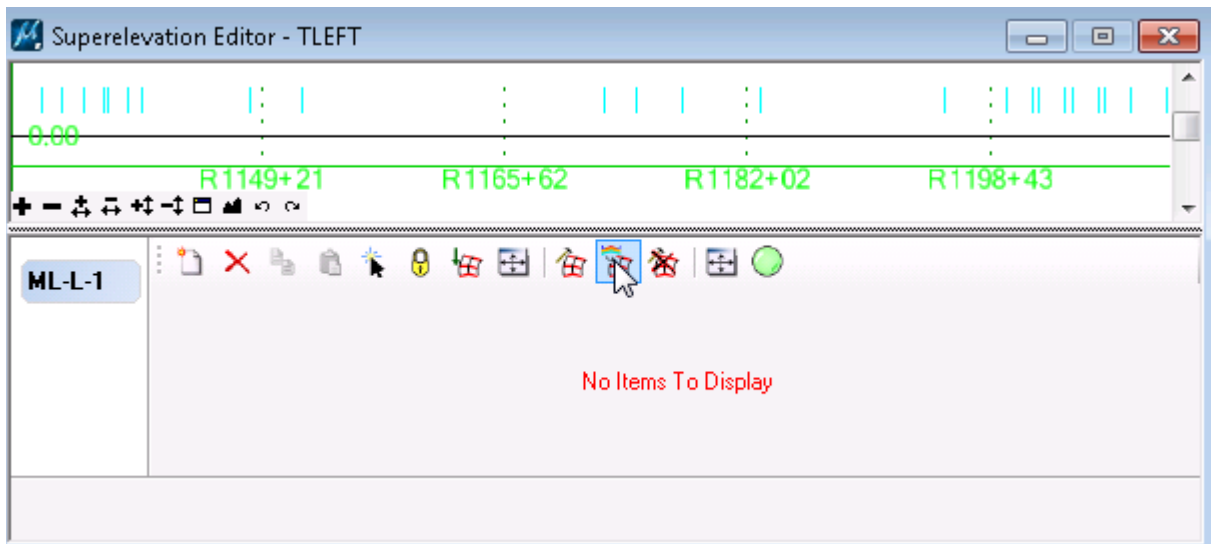 Superelevation Editor - TLEFT
0.00
R1149+21 R1165+62 R1182+02 R1198+43
ML-L-1
No Items To Display